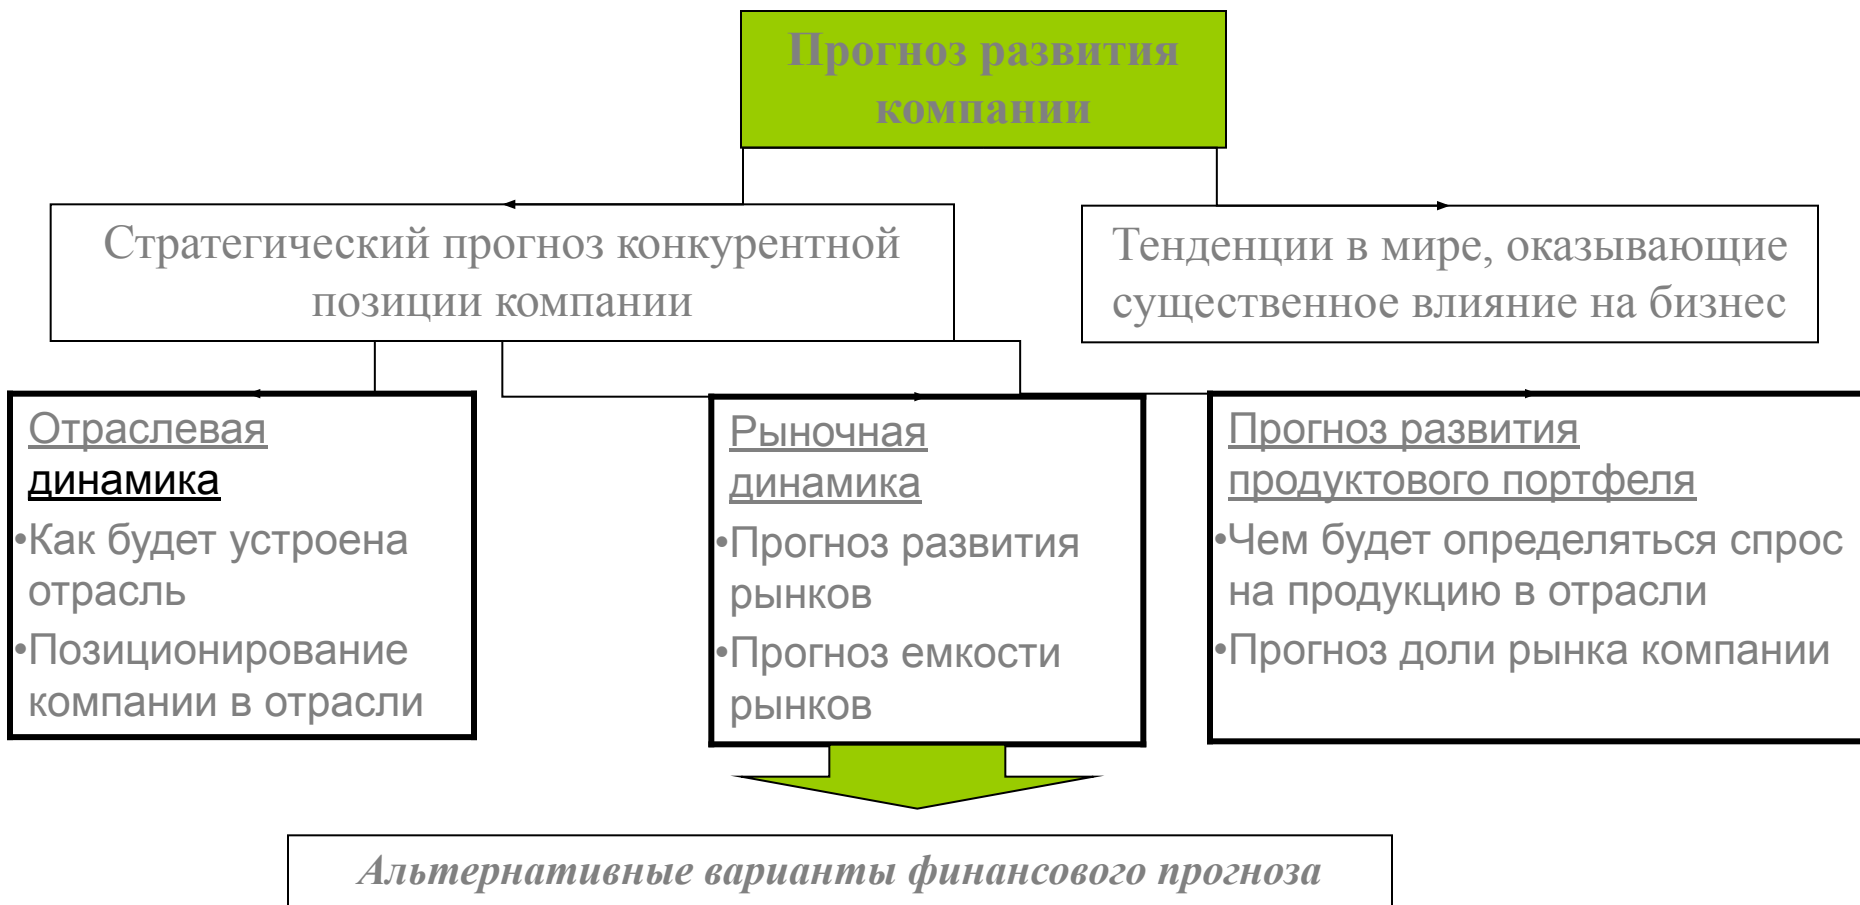 Прогноз развития
компании
Стратегический прогноз конкурентной
позиции компании
Тенденции в мире, оказывающие
существенное влияние на бизнес
Отраслевая
динамика
•Как будет устроена
отрасль
•Позиционирование
компании в отрасли
Рыночная
динамика
•Прогноз развития
рынков
•Прогноз емкости
рынков
Прогноз развития
продуктового портфеля
•Чем будет определяться спрос
на продукцию в отрасли
•Прогноз доли рынка компании
Альтернативные варианты финансового прогноза